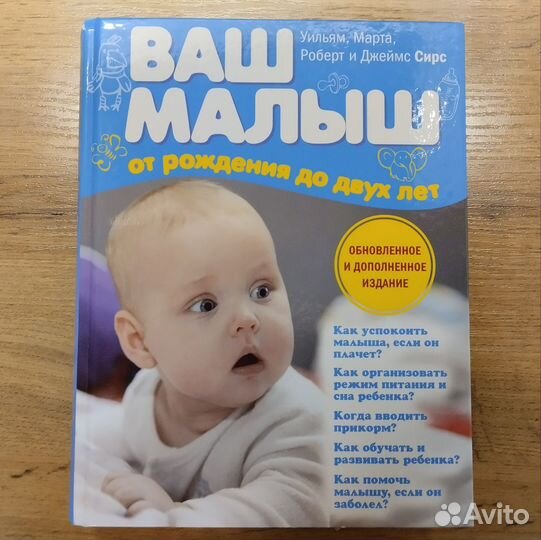 Уильям, Марта,
Роберт и Джеймс Сирс
ВАШ
МАЛЫШ
от рождения до двух лет
ОБНОВЛЕННОЕ
И ДОПОЛНЕННОЕ
ИЗДАНИЕ
Как успокоить
малыша, если он
плачет?
Как организовать
режим питания и
сна ребенка?
Когда вводить
прикорм?
Как обучать и
развивать ребенка?
Как помочь
малышу, если он
заболел?
Avito